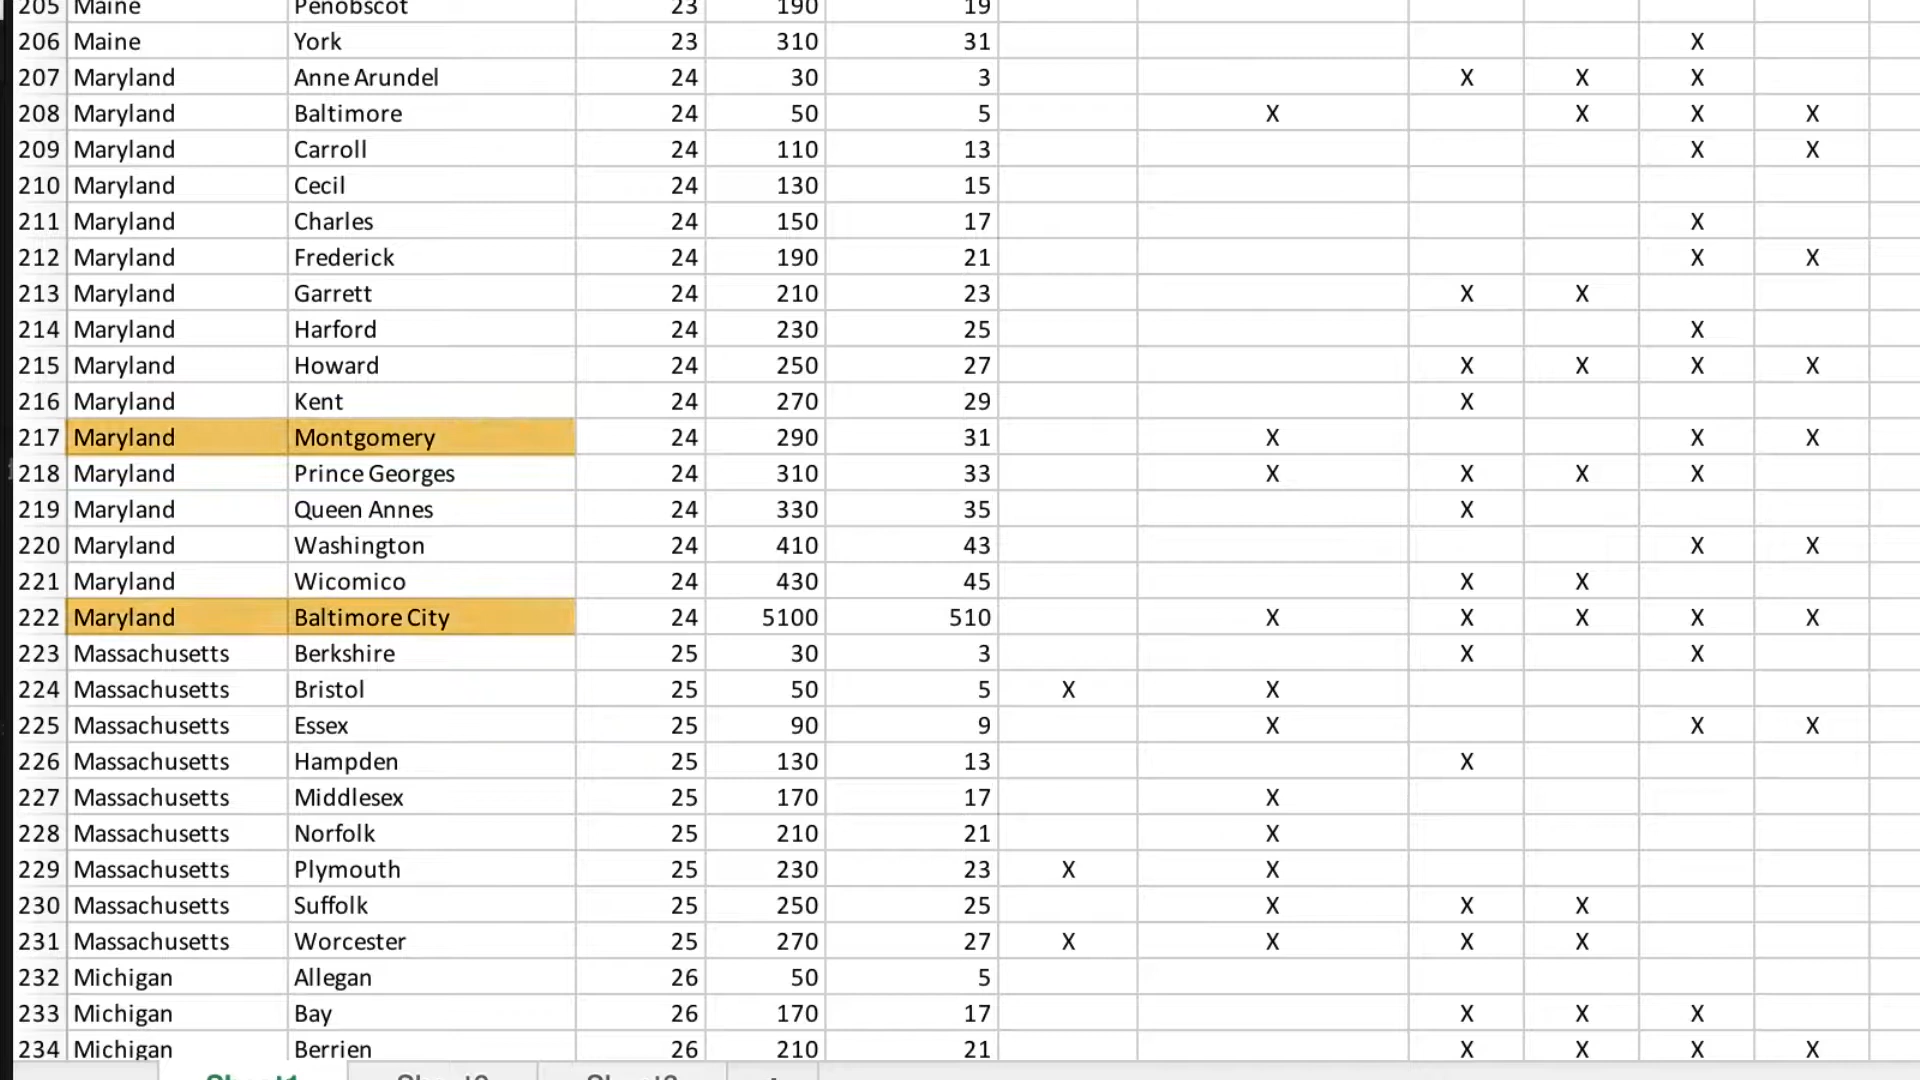 205 Maine Penobscot 23 190 19
206 Maine York 23 310 31 X
207 Maryland Anne Arundel 24 30 3 X X X
208 Maryland Baltimore 24 50 5 X X X X
209 Maryland Carroll 24 110 13 X X
210 Maryland Cecil 24 130 15
211 Maryland Charles 24 150 17 X
212 Maryland Frederick 24 190 21 X X
213 Maryland Garrett 24 210 23 X X
214 Maryland Harford 24 230 25 X
215 Maryland Howard 24 250 27 X X X X
216 Maryland Kent 24 270 29 X
217 Maryland Montgomery 24 290 31 X X X
218 Maryland Prince Georges 24 310 33 X X X X
219 Maryland Queen Annes 24 330 35 X
220 Maryland Washington 24 410 43 X X
221 Maryland Wicomico 24 430 45 X X
222 Maryland Baltimore City 24 5100 510 X X X X X
223 Massachusetts Berkshire 25 30 3 X X
224 Massachusetts Bristol 25 50 5 X X
225 Massachusetts Essex 25 90 9 X X X
226 Massachusetts Hampden 25 130 13 X
227 Massachusetts Middlesex 25 170 17 X
228 Massachusetts Norfolk 25 210 21 X
229 Massachusetts Plymouth 25 230 23 X X
230 Massachusetts Suffolk 25 250 25 X X X
231 Massachusetts Worcester 25 270 27 X X X X
232 Michigan Allegan 26 50 5
233 Michigan Bay 26 170 17 X X X
234 Michigan Berrien 26 210 21 X X X X